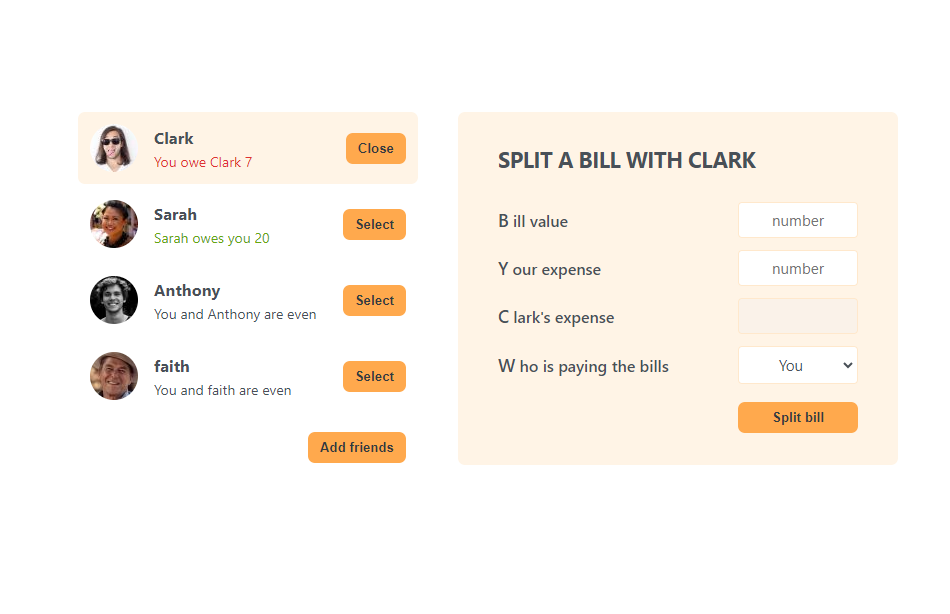 Clark
You owe Clark 7
Close
Sarah
Sarah owes you 20
Select
Anthony
You and Anthony are even
Select
faith
You and faith are even
Select
Add friends
SPLIT A BILL WITH CLARK
B ill value
number
Y our expense
number
C lark's expense
W ho is paying the bills
You
Split bill